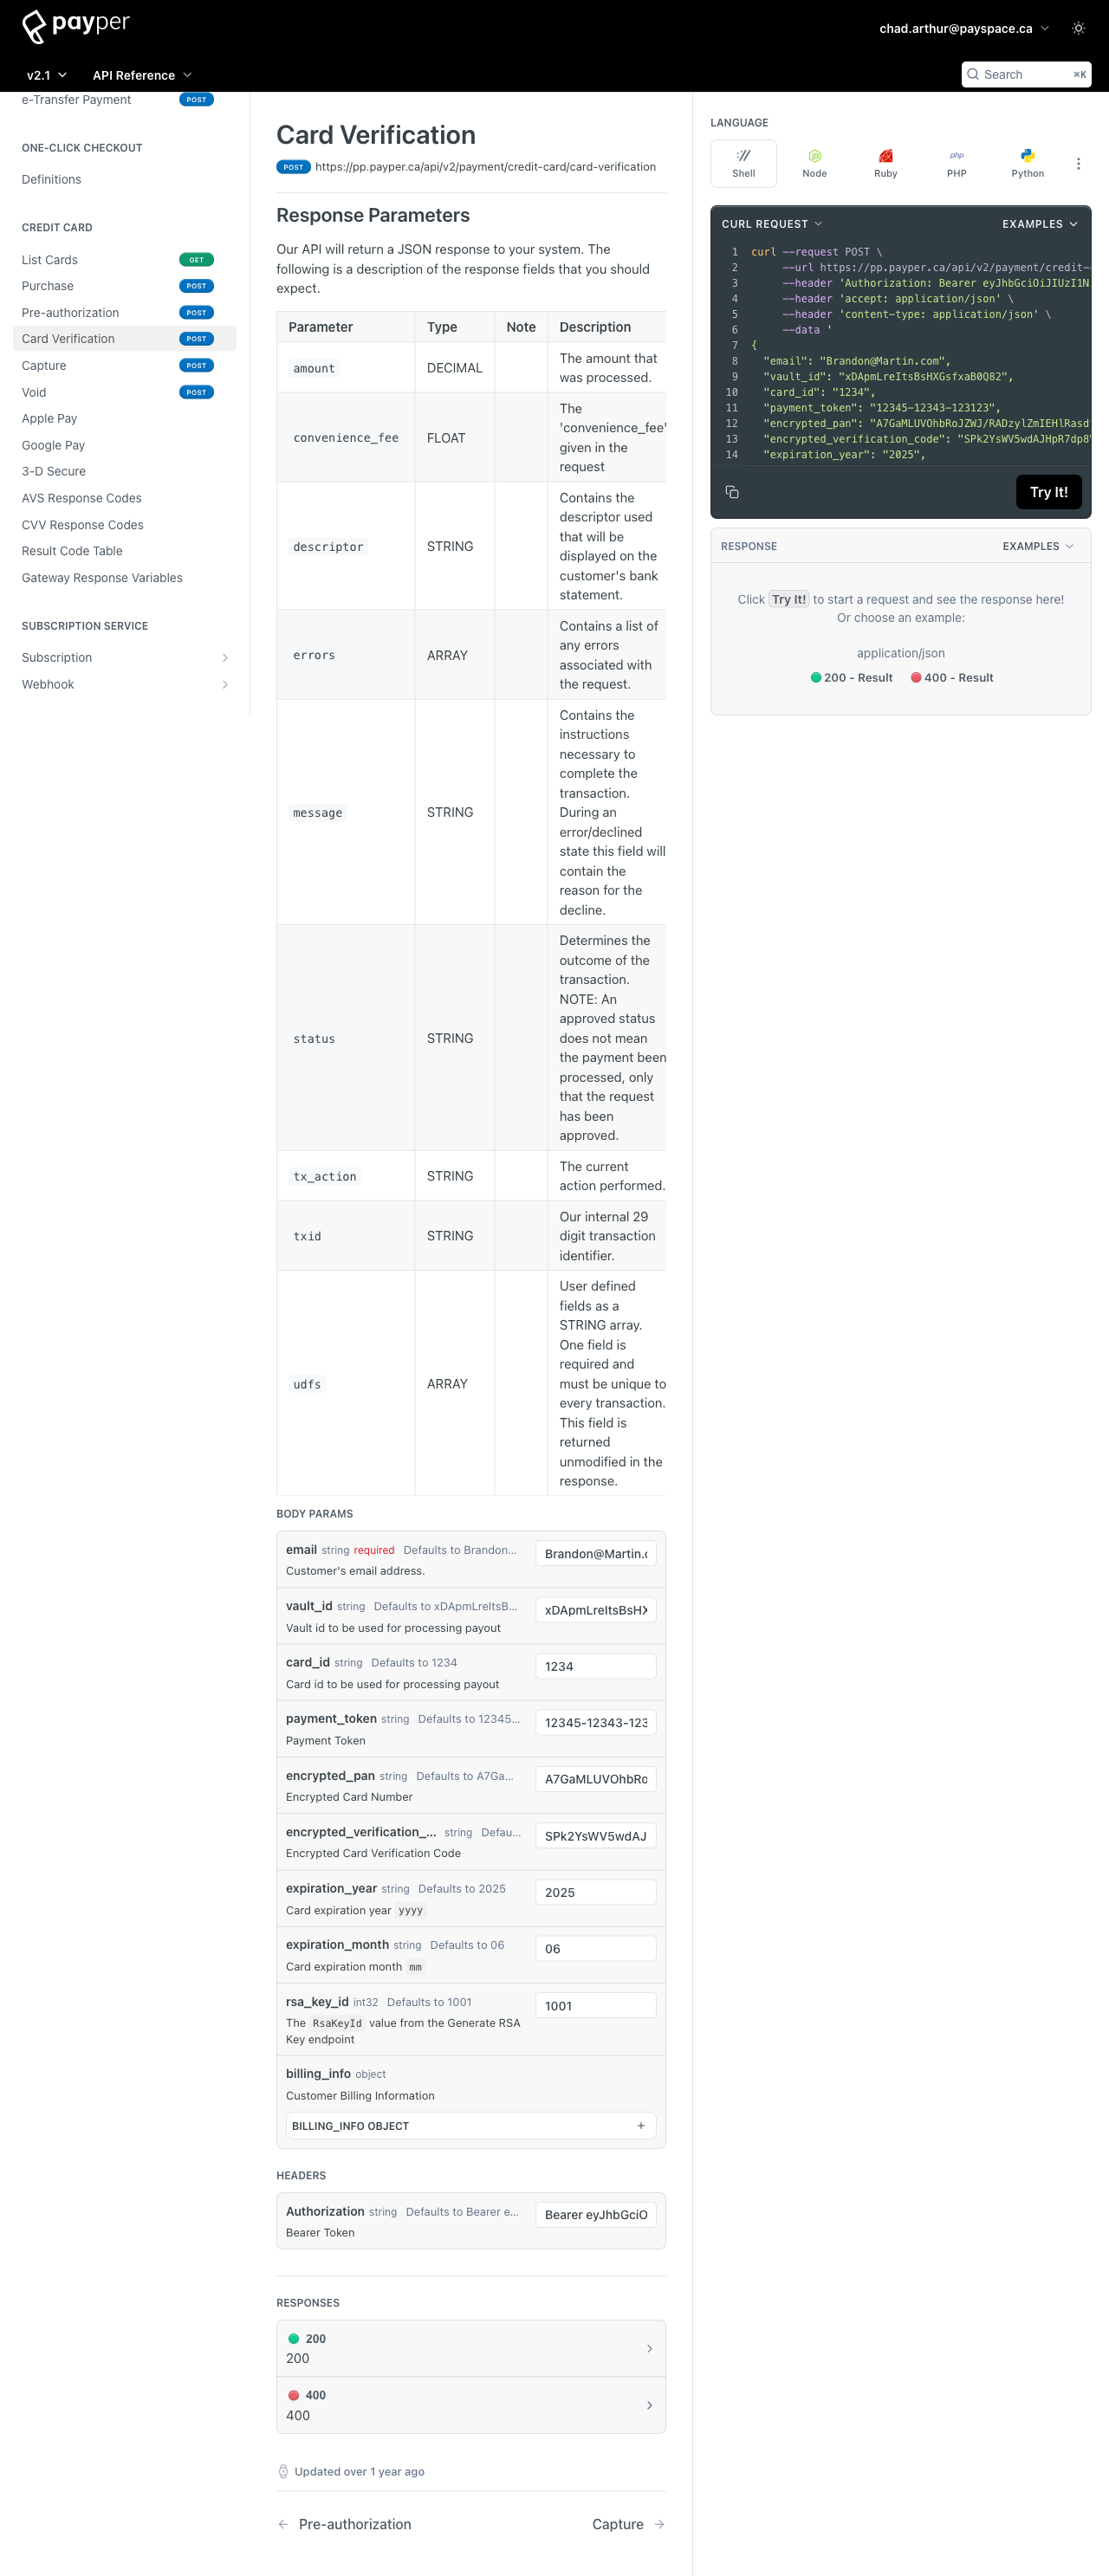 payper
chad.arthur@payspace.ca
v2.1
API Reference
Search
⌘K
e-Transfer Payment POST
ONE-CLICK CHECKOUT
Definitions
CREDIT CARD
List Cards GET
Purchase POST
Pre-authorization POST
Card Verification POST
Capture POST
Void POST
Apple Pay
Google Pay
3-D Secure
AVS Response Codes
CVV Response Codes
Result Code Table
Gateway Response Variables
SUBSCRIPTION SERVICE
Subscription
Webhook
Card Verification
POST https://pp.payper.ca/api/v2/payment/credit-card/card-verification
Response Parameters
Our API will return a JSON response to your system. The
following is a description of the response fields that you should
expect.
Parameter Type Note Description
amount DECIMAL The amount that
was processed.
convenience_fee FLOAT The
'convenience_fee'
given in the
request
descriptor STRING Contains the
descriptor used
that will be
displayed on the
customer's bank
statement.
errors ARRAY Contains a list of
any errors
associated with
the request.
message STRING Contains the
instructions
necessary to
complete the
transaction.
During an
error/declined
state this field will
contain the
reason for the
decline.
status STRING Determines the
outcome of the
transaction.
NOTE: An
approved status
does not mean
the payment been
processed, only
that the request
has been
approved.
tx_action STRING The current
action performed.
txid STRING Our internal 29
digit transaction
identifier.
udfs ARRAY User defined
fields as a
STRING array.
One field is
required and
must be unique to
every transaction.
This field is
returned
unmodified in the
response.
BODY PARAMS
email string required Defaults to Brandon...
Brandon@Martin.c
Customer's email address.
vault_id string Defaults to xDApmLreItsB...
xDApmLreItsBsHX
Vault id to be used for processing payout
card_id string Defaults to 1234
1234
Card id to be used for processing payout
payment_token string Defaults to 12345...
12345-12343-123
Payment Token
encrypted_pan string Defaults to A7Ga...
A7GaMLUVOhbRo
Encrypted Card Number
encrypted_verification_... string Defau...
SPk2YsWV5wdAJ
Encrypted Card Verification Code
expiration_year string Defaults to 2025
2025
Card expiration year yyyy
expiration_month string Defaults to 06
06
Card expiration month mm
rsa_key_id int32 Defaults to 1001
1001
The RsaKeyId value from the Generate RSA
Key endpoint
billing_info object
Customer Billing Information
BILLING_INFO OBJECT +
HEADERS
Authorization string Defaults to Bearer e...
Bearer eyJhbGciO
Bearer Token
RESPONSES
200
200
400
400
Updated over 1 year ago
← Pre-authorization
Capture →
LANGUAGE
Shell
Node
Ruby
php
PHP
Python
CURL REQUEST
EXAMPLES
1 curl --request POST \
2 --url https://pp.payper.ca/api/v2/payment/credit-
3 --header 'Authorization: Bearer eyJhbGciOiJIUzI1N
4 --header 'accept: application/json' \
5 --header 'content-type: application/json' \
6 --data '
7 {
8 "email": "Brandon@Martin.com",
9 "vault_id": "xDApmLreItsBsHXGsfxaB0Q82",
10 "card_id": "1234",
11 "payment_token": "12345-12343-123123",
12 "encrypted_pan": "A7GaMLUVOhbRoJZWJ/RADzylZmIEHlRasd
13 "encrypted_verification_code": "SPk2YsWV5wdAJHpR7dp8
14 "expiration_year": "2025",
Try It!
RESPONSE
EXAMPLES
Click Try It! to start a request and see the response here!
Or choose an example:
application/json
200 - Result
400 - Result